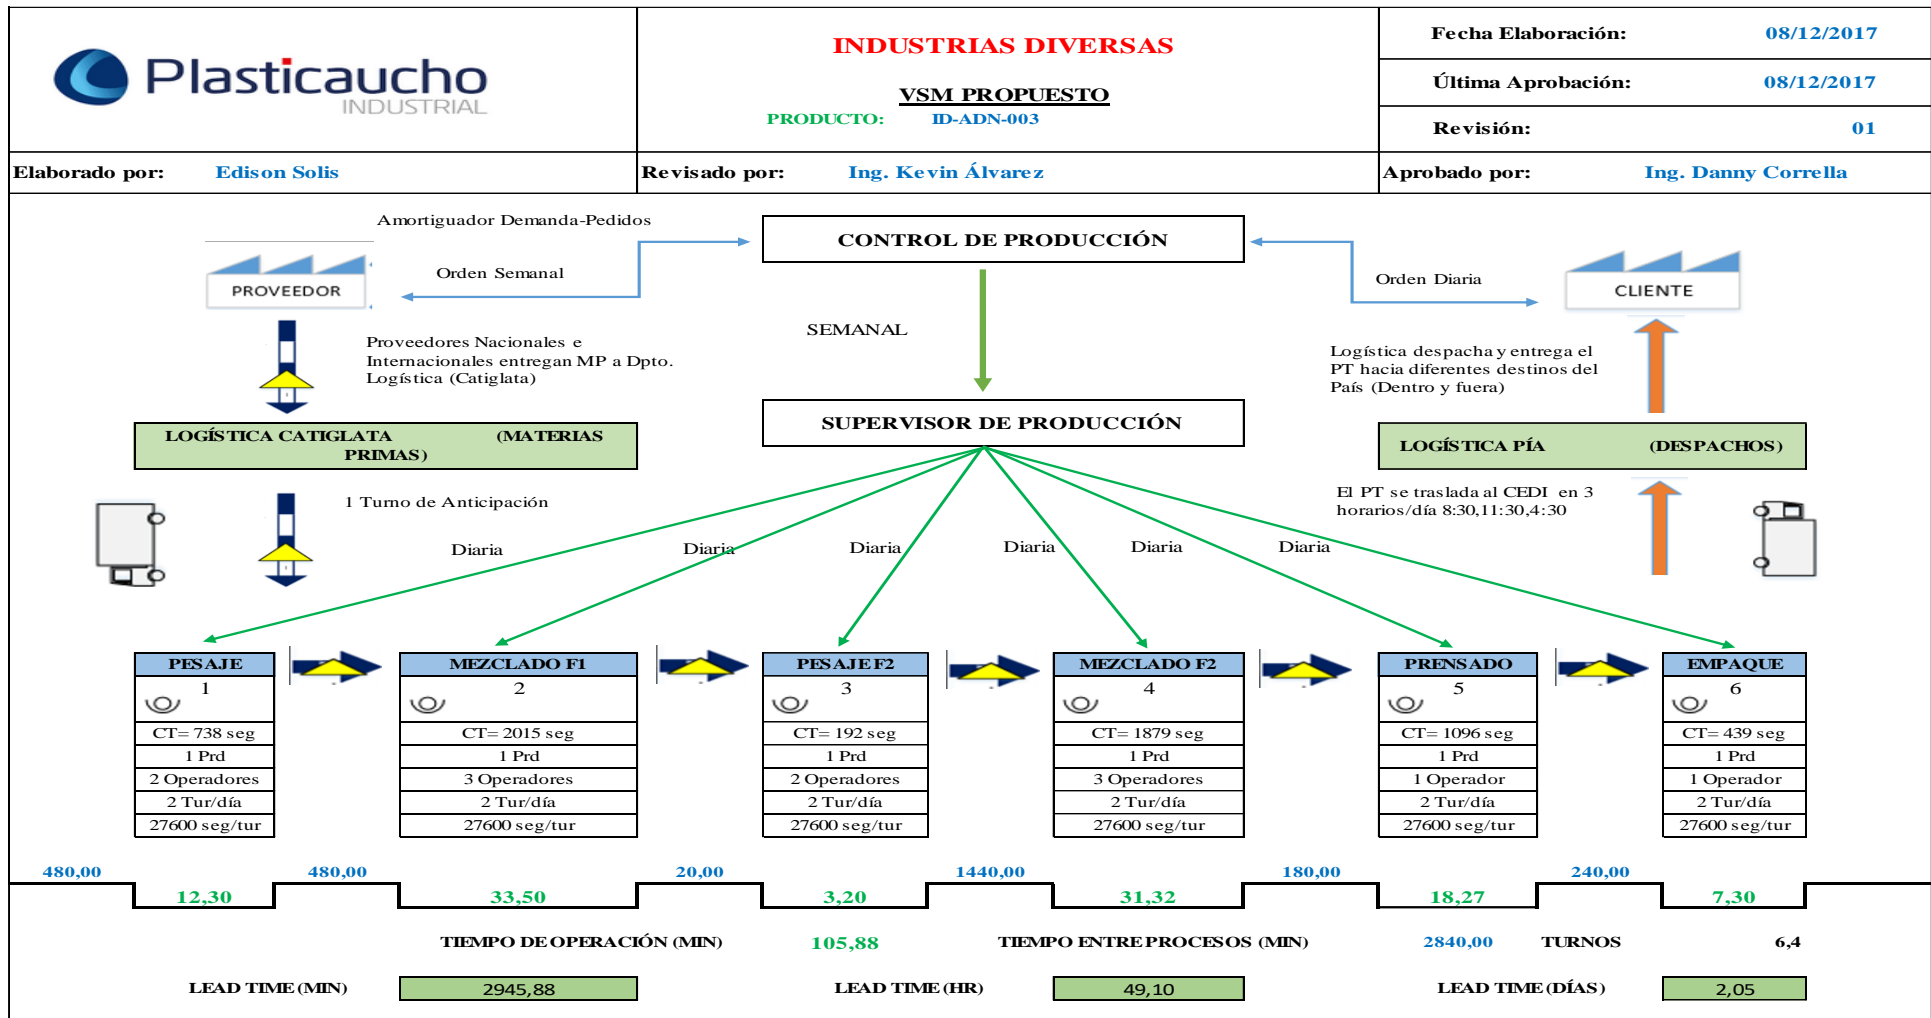 Plasticaucho
INDUSTRIAL
INDUSTRIAS DIVERSAS
VSM PROPUESTO
PRODUCTO: ID-ADN-003
Fecha Elaboración: 08/12/2017
Última Aprobación: 08/12/2017
Revisión: 01
Elaborado por: Edison Solis
Revisado por: Ing. Kevin Álvarez
Aprobado por: Ing. Danny Corrella
Amortiguador Demanda-Pedidos
CONTROL DE PRODUCCIÓN
Orden Semanal
Orden Diaria
PROVEEDOR
CLIENTE
SEMANAL
Proveedores Nacionales e
Internacionales entregan MP a Dpto.
Logística (Catiglata)
Logística despacha y entrega el
PT hacia diferentes destinos del
País (Dentro y fuera)
SUPERVISOR DE PRODUCCIÓN
LOGÍSTICA CATIGLATA (MATERIAS
PRIMAS)
LOGÍSTICA PÍA (DESPACHOS)
1 Turno de Anticipación
El PT se traslada al CEDI en 3
horarios/día 8:30,11:30,4:30
Diaria Diaria Diaria Diaria Diaria Diaria
PESAJE MEZCLADO F1 PESAJE F2 MEZCLADO F2 PRENSADO EMPAQUE
1 2 3 4 5 6
CT= 738 seg CT= 2015 seg CT= 192 seg CT= 1879 seg CT= 1096 seg CT= 439 seg
1 Prd 1 Prd 1 Prd 1 Prd 1 Prd 1 Prd
2 Operadores 3 Operadores 2 Operadores 3 Operadores 1 Operador 1 Operador
2 Tur/día 2 Tur/día 2 Tur/día 2 Tur/día 2 Tur/día 2 Tur/día
27600 seg/tur 27600 seg/tur 27600 seg/tur 27600 seg/tur 27600 seg/tur 27600 seg/tur
480,00 480,00 20,00 1440,00 180,00 240,00
12,30 33,50 3,20 31,32 18,27 7,30
TIEMPO DE OPERACIÓN (MIN) 105,88 TIEMPO ENTRE PROCESOS (MIN) 2840,00 TURNOS 6,4
LEAD TIME (MIN) 2945,88 LEAD TIME (HR) 49,10 LEAD TIME (DÍAS) 2,05